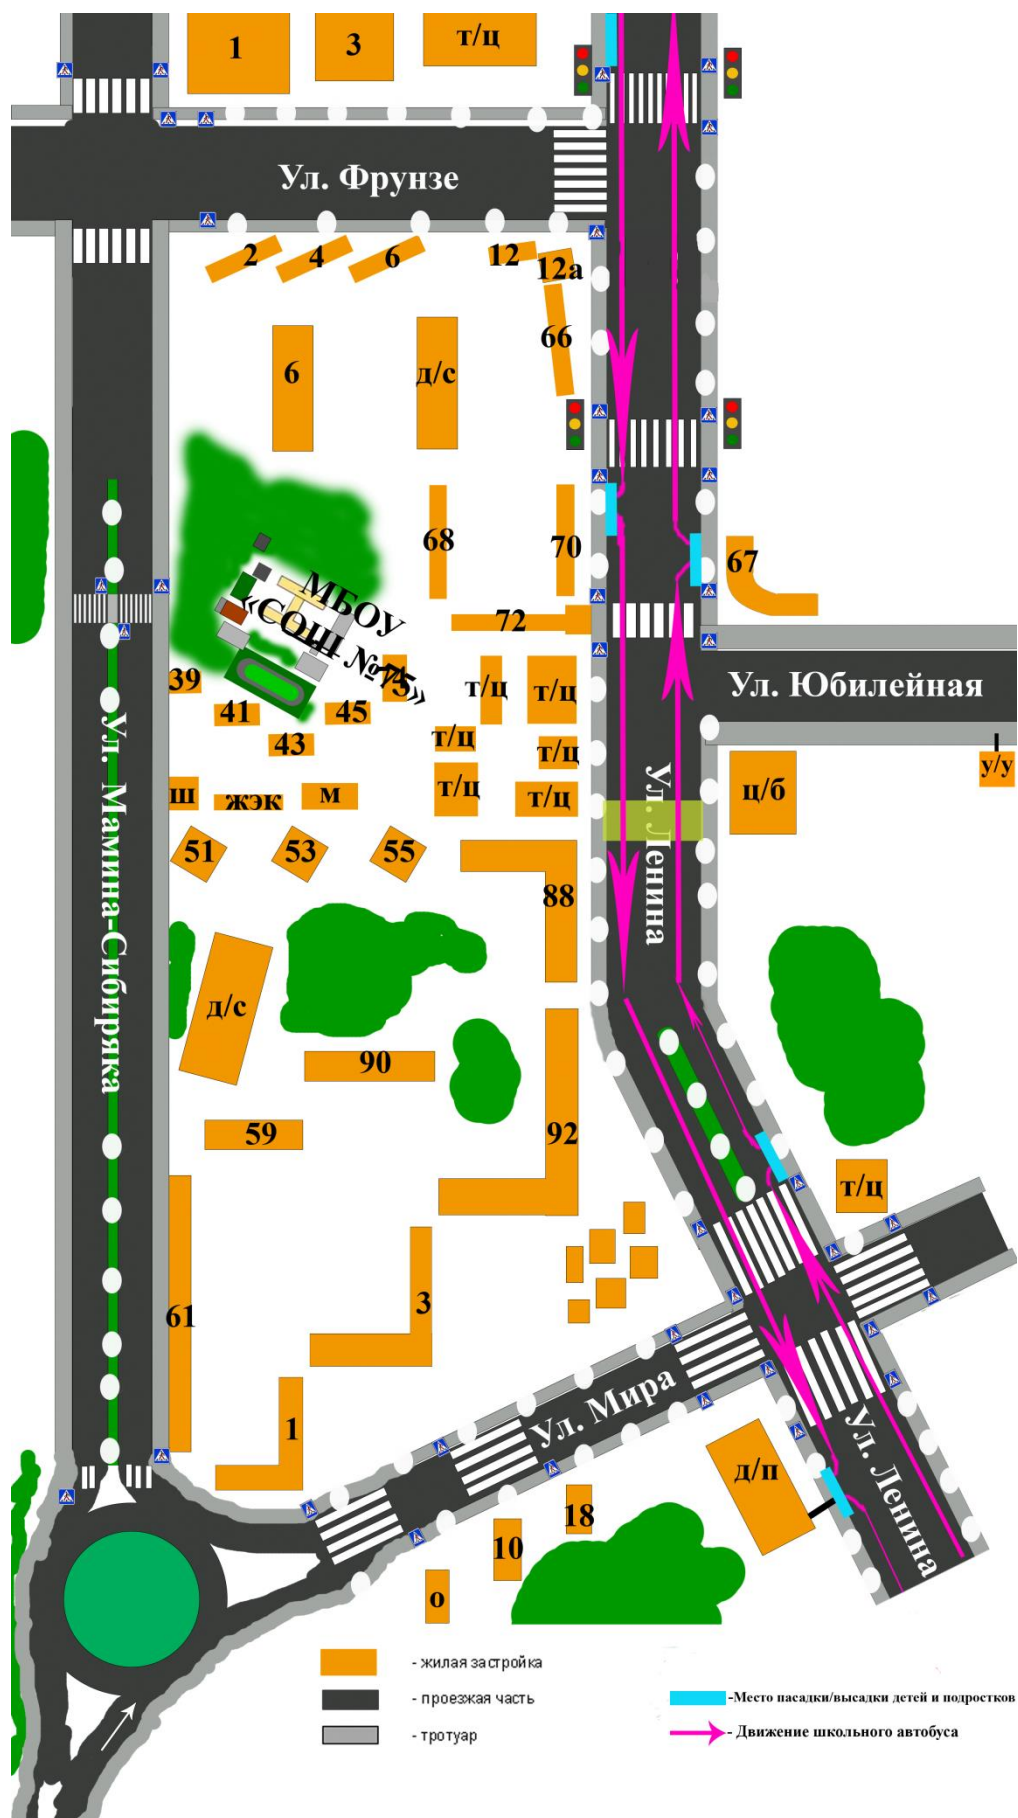 1
3
т/ц
Ул. Фрунзе
2
4
6
12
12а
66
6
д/с
68
70
67
72
МБОУ
«СОШ №75»
75
39
41
45
43
т/ц
т/ц
т/ц
т/ц
т/ц
т/ц
Ул. Юбилейная
у/у
ц/б
Ул. Ленина
Ул. Мамина-Сибиряка
ш
жэк
м
51
53
55
88
д/с
90
59
92
т/ц
61
3
1
Ул. Мира
д/п
Ул. Ленина
18
10
о
- жилая застройка
- проезжая часть
- тротуар
-Место пасадки/высадки детей и подростков
- Движение школьного автобуса